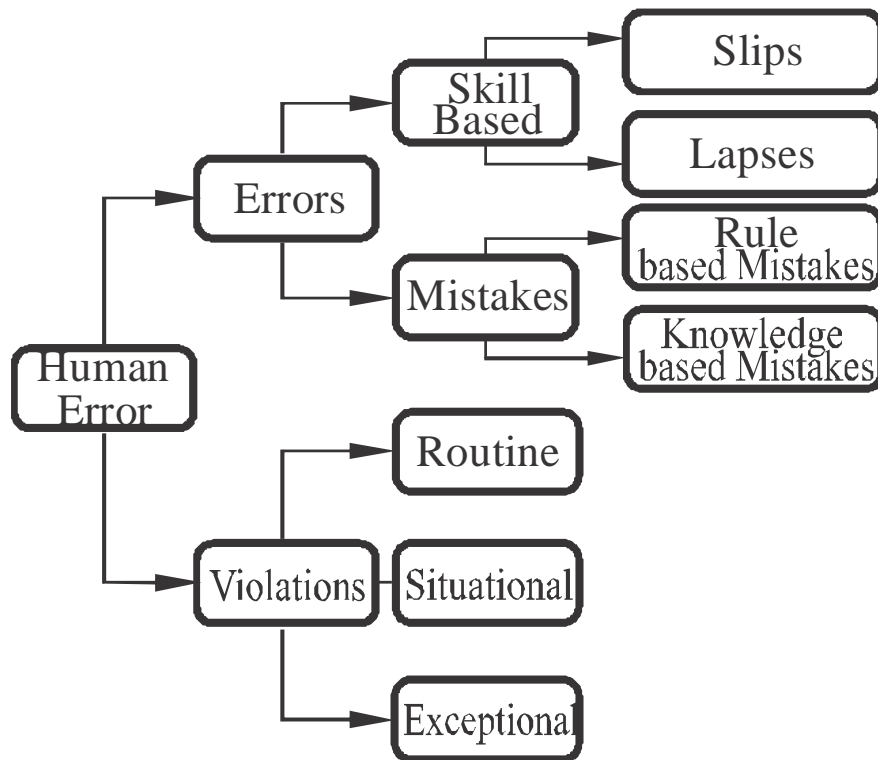 Slips
Skill
Based
Lapses
Errors
Rule
based Mistakes
Mistakes
Knowledge
based Mistakes
Human
Error
Routine
Violations
Situational
Exceptional